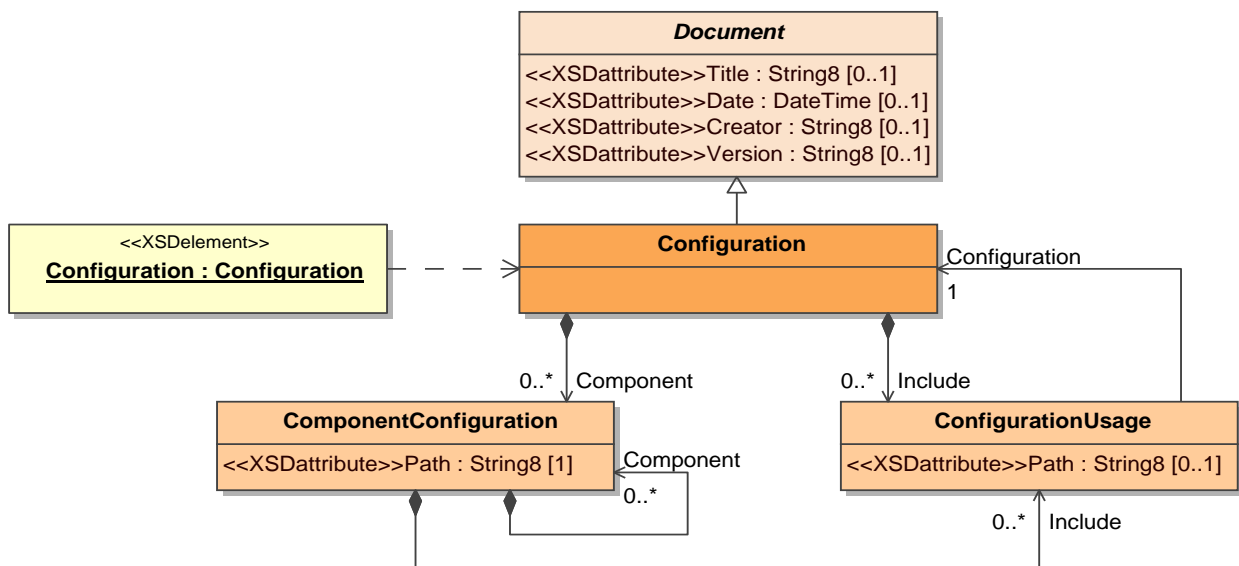 Document
<<XSDattribute>>Title : String8 [0..1]
<<XSDattribute>>Date : DateTime [0..1]
<<XSDattribute>>Creator : String8 [0..1]
<<XSDattribute>>Version : String8 [0..1]
<<XSDelement>>
Configuration : Configuration
Configuration
Configuration
1
0..* Component
0..* Include
ComponentConfiguration
<<XSDattribute>>Path : String8 [1]
Component
0..*
ConfigurationUsage
<<XSDattribute>>Path : String8 [0..1]
0..* Include